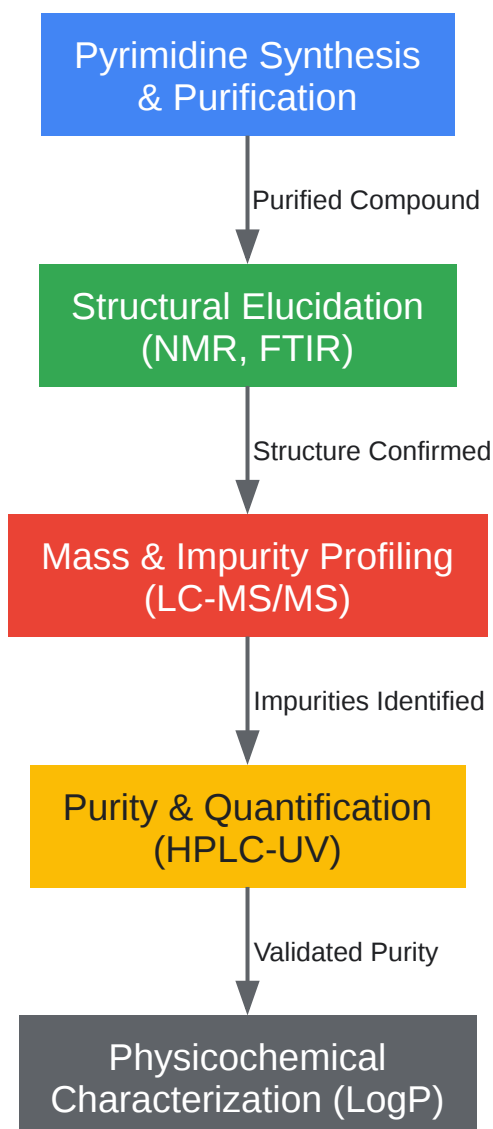 Pyrimidine Synthesis
& Purification
Purified Compound
Structural Elucidation
(NMR, FTIR)
Structure Confirmed
Mass & Impurity Profiling
(LC-MS/MS)
Impurities Identified
Purity & Quantification
(HPLC-UV)
Validated Purity
Physicochemical
Characterization (LogP)